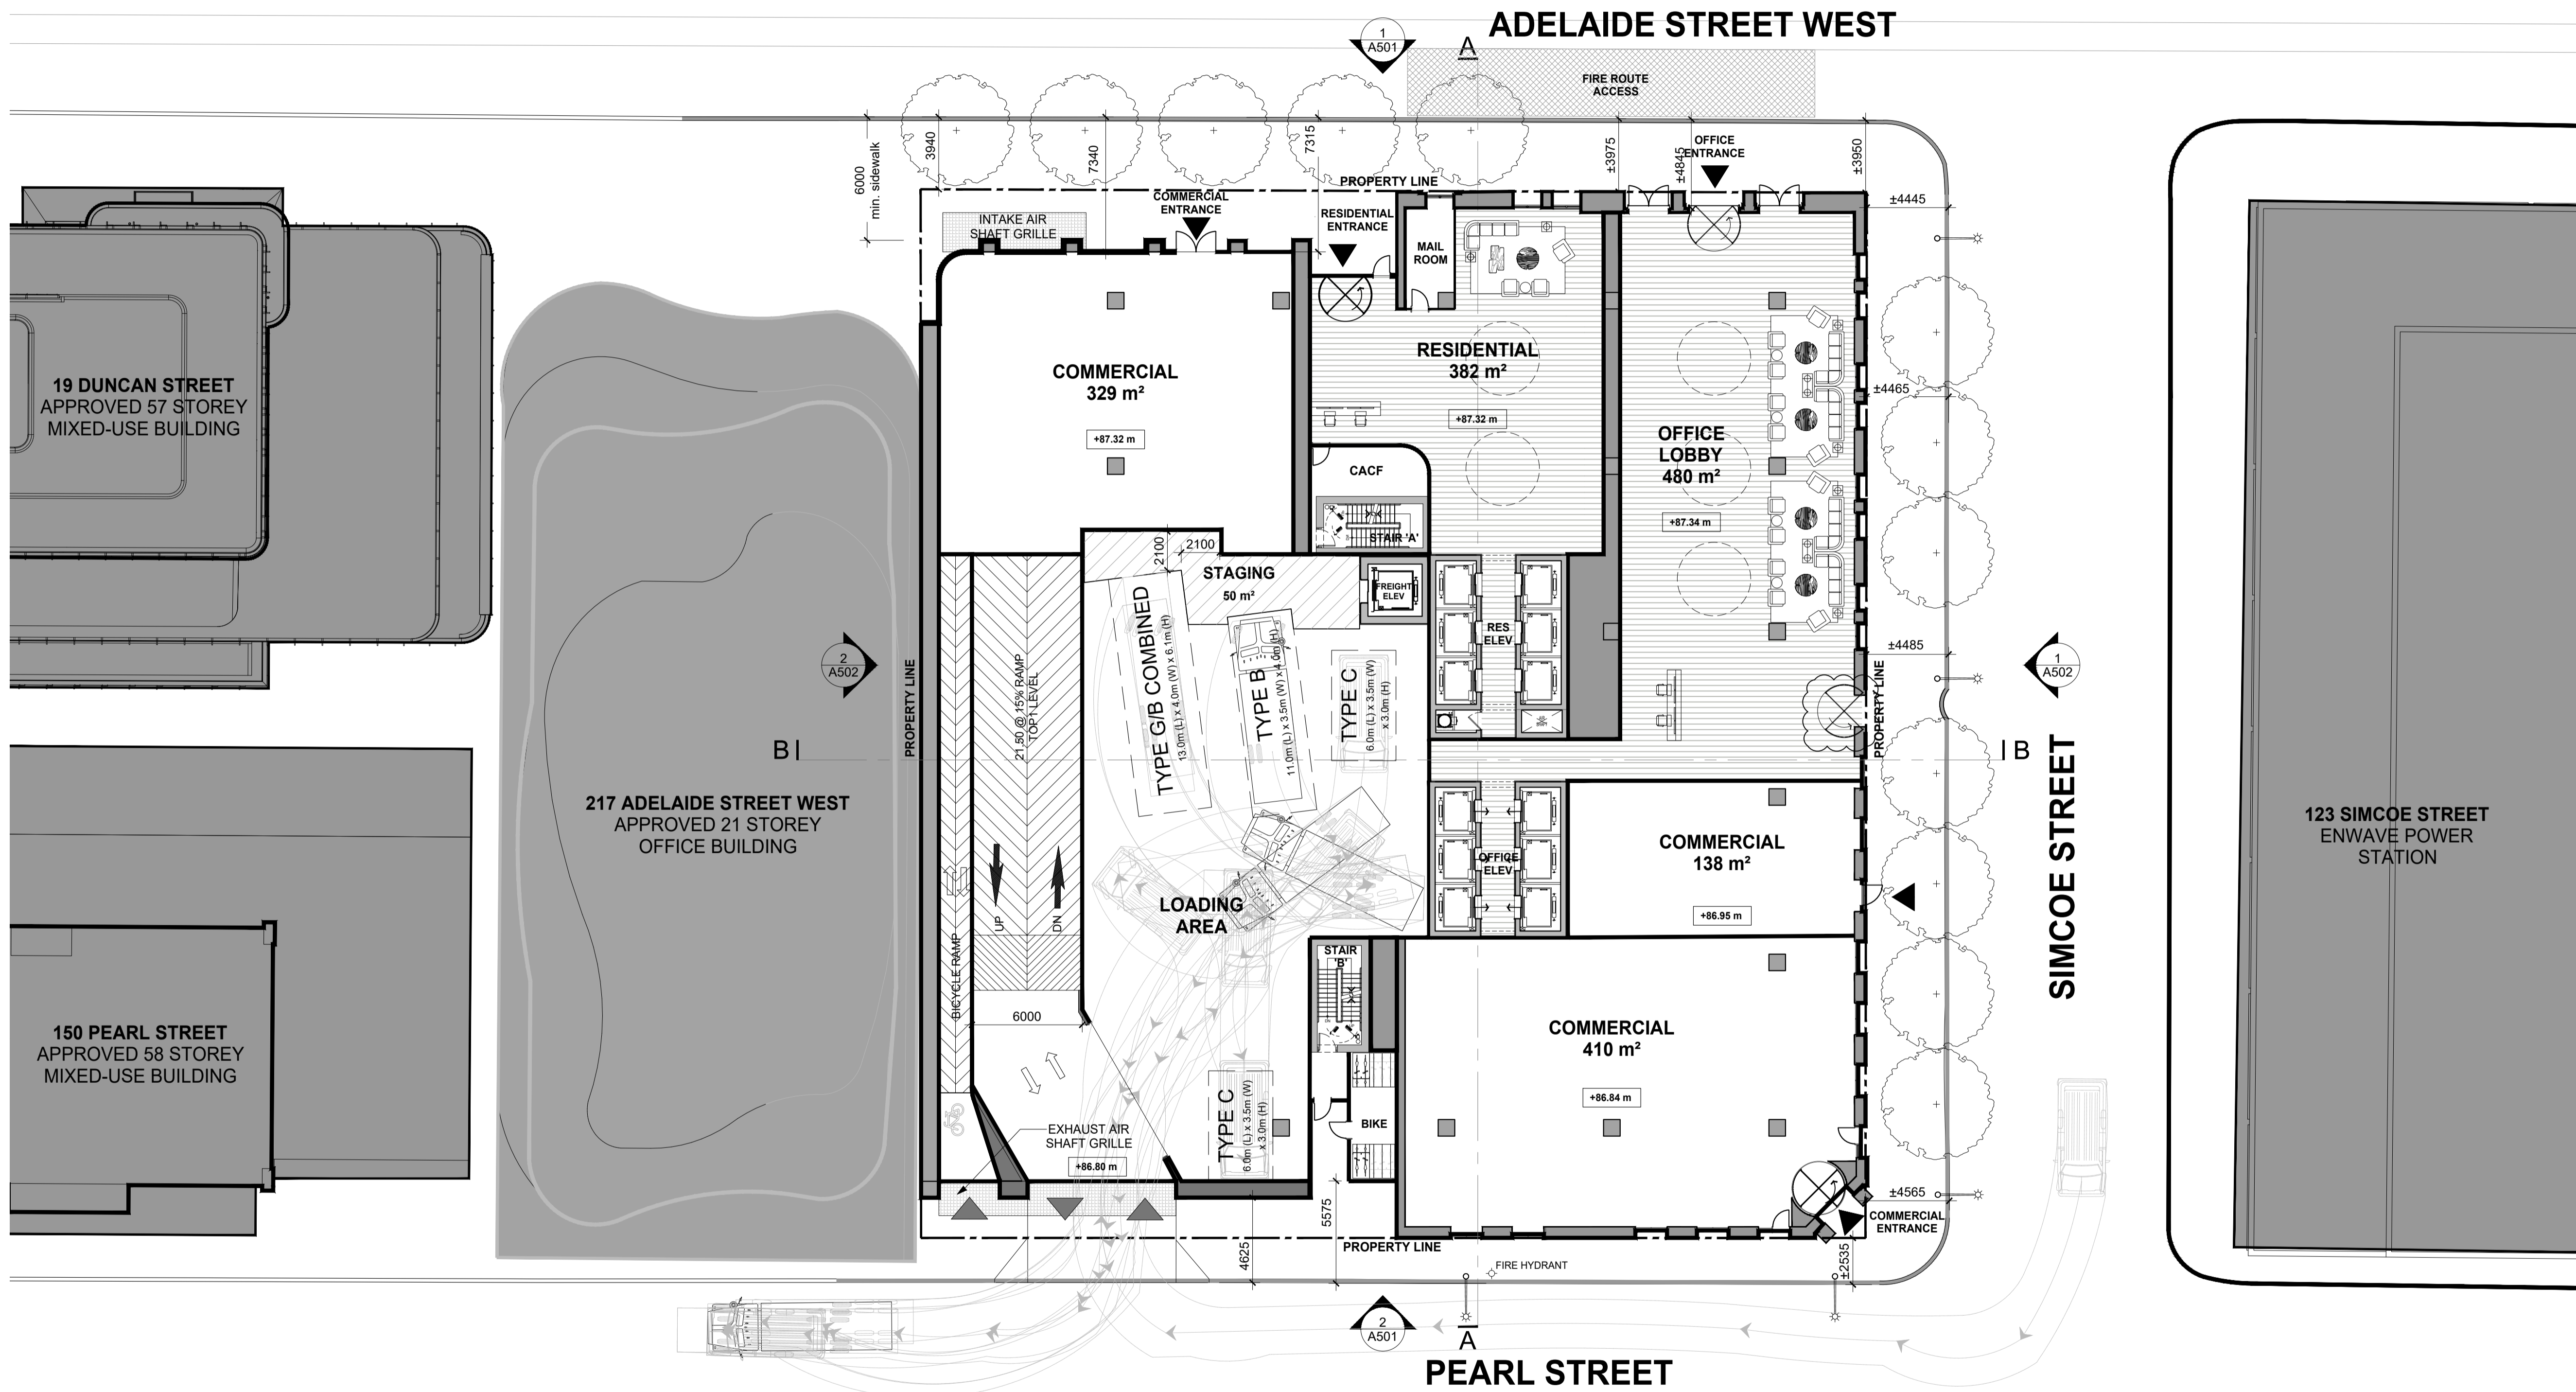 ADELAIDE STREET WEST
1
A501
A
FIRE ROUTE
ACCESS
6000
min. sidewalk
3940
7340
7315
±3975
±4845
OFFICE
ENTRANCE
±3950
PROPERTY LINE
COMMERCIAL
ENTRANCE
RESIDENTIAL
ENTRANCE
INTAKE AIR
SHAFT GRILLE
MAIL
ROOM
±4445
COMMERCIAL
329 m²
+87.32 m
RESIDENTIAL
382 m²
+87.32 m
OFFICE
LOBBY
480 m²
+87.34 m
±4465
19 DUNCAN STREET
APPROVED 57 STOREY
MIXED-USE BUILDING
CACF
STAIR 'A'
2100
2100
STAGING
50 m²
FREIGHT
ELEV
RES
ELEV
TYPE G/B COMBINED
13.0m (L) x 4.0m (W) x 6.1m (H)
TYPE B
11.0m (L) x 3.5m (W) x 4.0m (H)
TYPE C
6.0m (L) x 3.5m (W)
x 3.0m (H)
21.50 @ 15% RAMP
TOP1 LEVEL
2
A502
PROPERTY LINE
±4485
1
A502
PROPERTY LINE
B
B
217 ADELAIDE STREET WEST
APPROVED 21 STOREY
OFFICE BUILDING
SIMCOE STREET
123 SIMCOE STREET
ENWAVE POWER
STATION
COMMERCIAL
138 m²
+86.95 m
OFFICE
ELEV
LOADING
AREA
UP
DN
BICYCLE RAMP
STAIR
'B'
6000
150 PEARL STREET
APPROVED 58 STOREY
MIXED-USE BUILDING
COMMERCIAL
410 m²
+86.84 m
TYPE C
6.0m (L) x 3.5m (W)
x 3.0m (H)
BIKE
EXHAUST AIR
SHAFT GRILLE
+86.80 m
±4565
COMMERCIAL
ENTRANCE
5575
4625
PROPERTY LINE
±2535
FIRE HYDRANT
2
A501
A
PEARL STREET